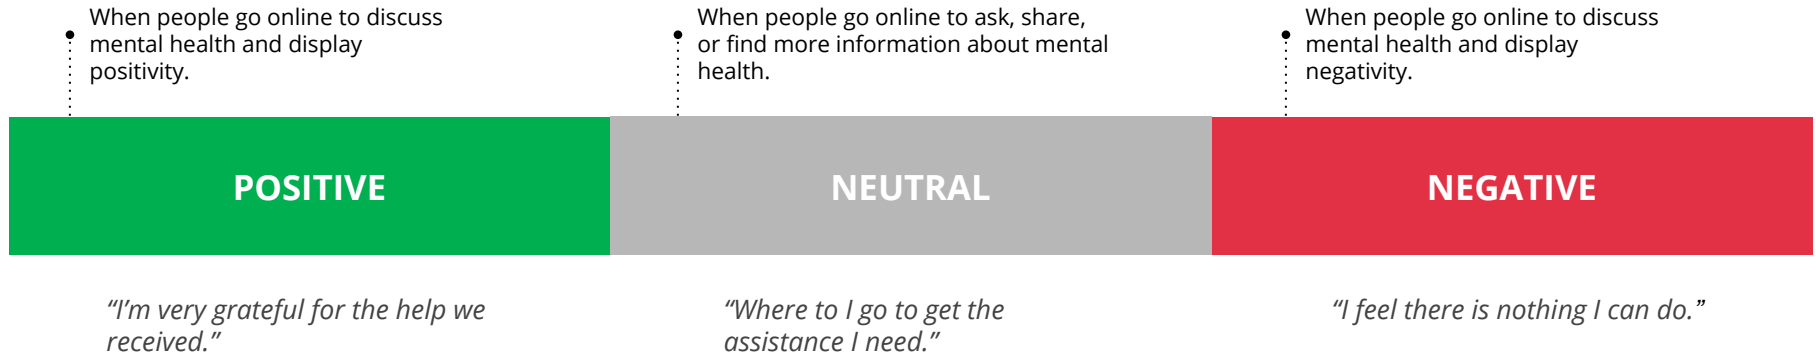 When people go online to discuss
mental health and display
positivity.
When people go online to ask, share,
or find more information about mental
health.
When people go online to discuss
mental health and display
negativity.
POSITIVE
NEUTRAL
NEGATIVE
“I’m very grateful for the help we
received.”
“Where to I go to get the
assistance I need.”
“I feel there is nothing I can do.”